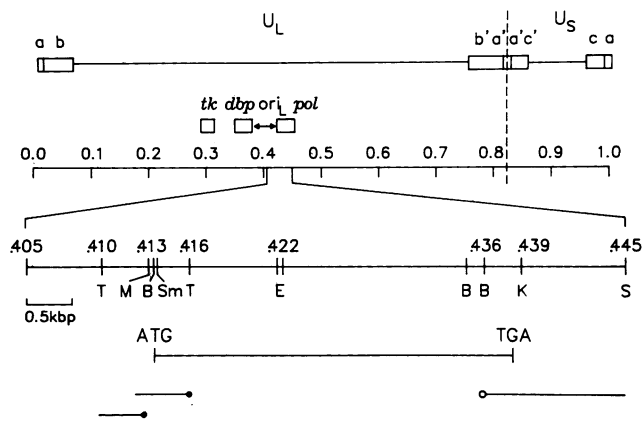 U_L U_S
a b b' a' a' c' c a
tk dbp ori_L pol
0.0 0.1 0.2 0.3 0.4 0.5 0.6 0.7 0.8 0.9 1.0
.405 .410 .413 .416 .422 .436 .439 .445
T M B Sm T E B B K S
0.5kbp
ATG TGA